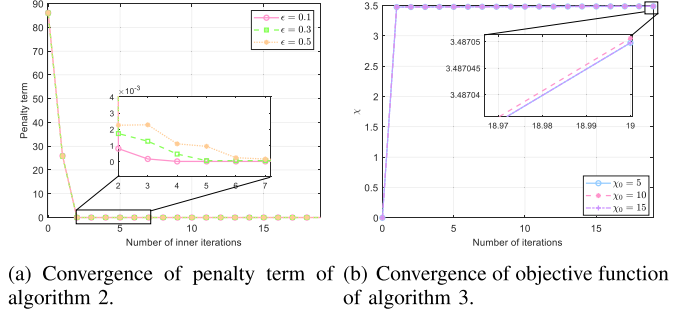 90
80
70
60
50
40
30
20
10
0
Penalty term
ϵ = 0.1
ϵ = 0.3
ϵ = 0.5
×10⁻³
4
3
2
1
0
2 3 4 5 6 7
0 5 10 15
Number of inner iterations
3.5
3
2.5
2
1.5
1
0.5
0
χ
3.48705
3.487045
3.48704
18.97 18.98 18.99 19
χ₀ = 5
χ₀ = 10
χ₀ = 15
0 5 10 15
Number of iterations
(a) Convergence of penalty term of
algorithm 2.
(b) Convergence of objective function
of algorithm 3.